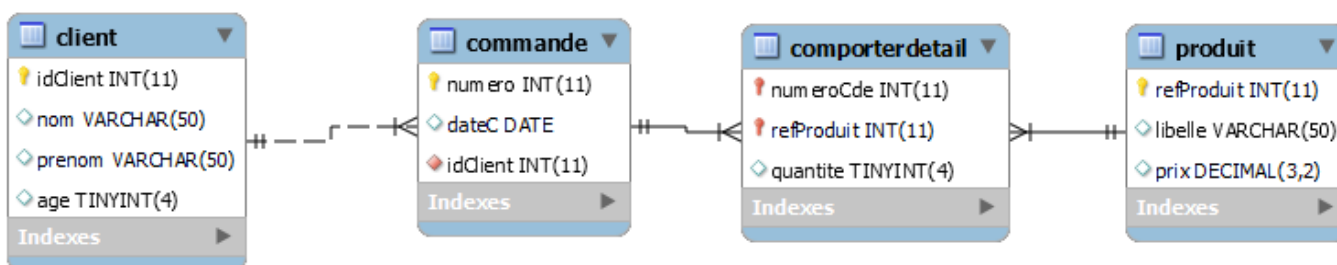 client
idClient INT(11)
nom VARCHAR(50)
prenom VARCHAR(50)
age TINYINT(4)
Indexes
commande
numero INT(11)
dateC DATE
idClient INT(11)
Indexes
comporterdetail
numeroCde INT(11)
refProduit INT(11)
quantite TINYINT(4)
Indexes
produit
refProduit INT(11)
libelle VARCHAR(50)
prix DECIMAL(3,2)
Indexes